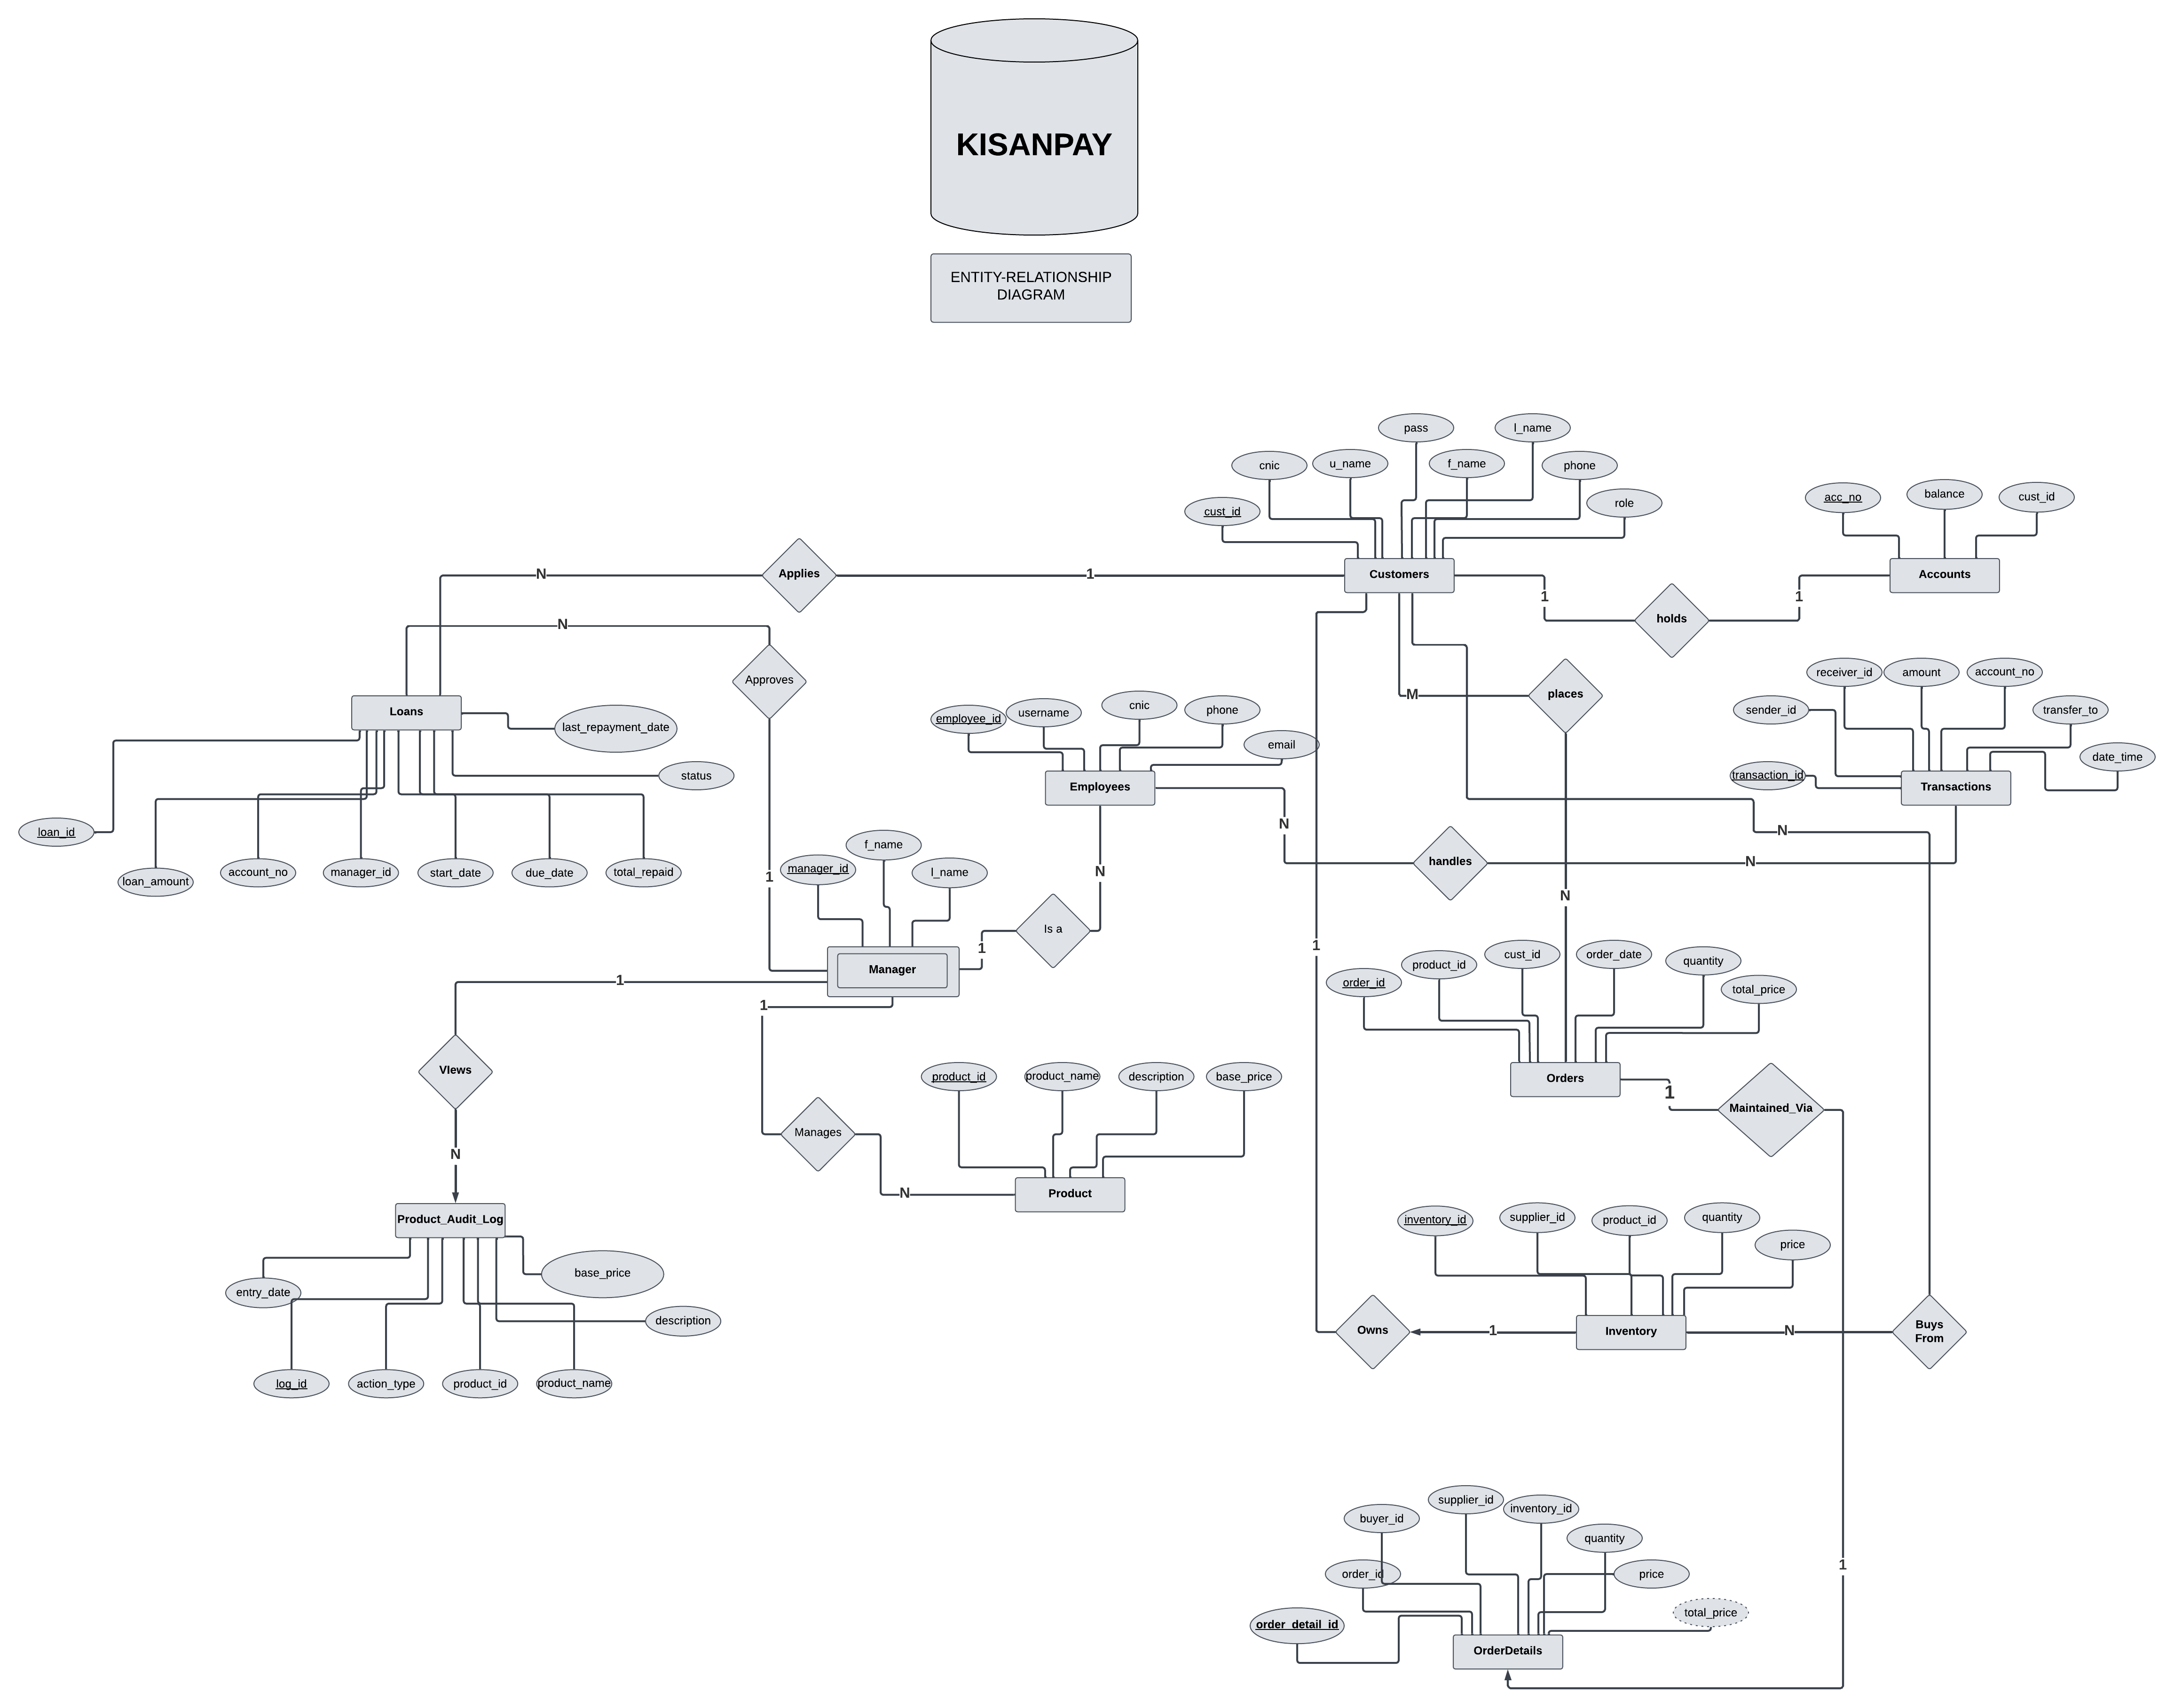 KISANPAY
ENTITY-RELATIONSHIP
DIAGRAM
pass
l_name
cnic
u_name
f_name
phone
role
cust_id
acc_no
balance
cust_id
Applies
N
1
Customers
1
1
Accounts
holds
N
Approves
Loans
last_repayment_date
status
loan_id
loan_amount
account_no
manager_id
start_date
due_date
total_repaid
1
employee_id
username
cnic
phone
email
Employees
M
places
receiver_id
amount
account_no
sender_id
transfer_to
transaction_id
date_time
Transactions
N
handles
N
N
N
N
manager_id
f_name
l_name
Is a
1
Manager
1
1
1
order_id
product_id
cust_id
order_date
quantity
total_price
Orders
1
Maintained_Via
VIews
N
Manages
N
product_id
product_name
description
base_price
Product
Product_Audit_Log
entry_date
base_price
description
log_id
action_type
product_id
product_name
inventory_id
supplier_id
product_id
quantity
price
Owns
1
Inventory
N
Buys
From
buyer_id
supplier_id
inventory_id
quantity
order_id
price
1
order_detail_id
total_price
OrderDetails